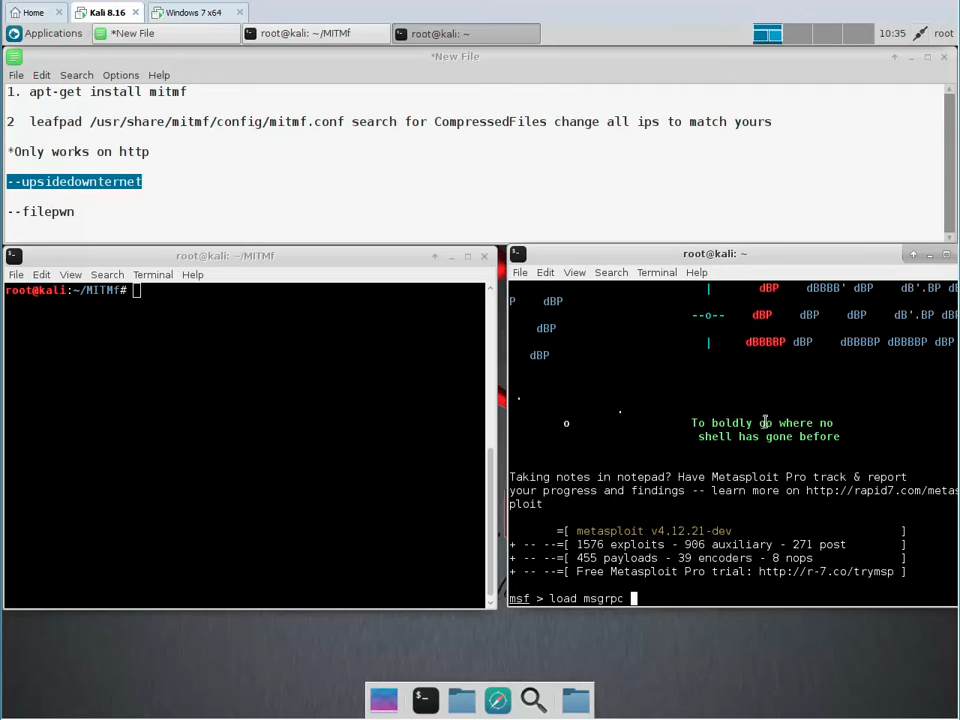 Home
Kali 8.16
Windows 7 x64
Applications
*New File
root@kali: ~/MITMf
root@kali: ~
10:35
root
*New File
File Edit Search Options Help
1. apt-get install mitmf
2  leafpad /usr/share/mitmf/config/mitmf.conf search for CompressedFiles change all ips to match yours
*Only works on http
--upsidedownternet
--filepwn
root@kali: ~/MITMf
File Edit View Search Terminal Help
root@kali:~/MITMf#
root@kali: ~
File Edit View Search Terminal Help
| dBP dBBBB' dBP dB'.BP dB
P dBP
--o-- dBP dBP dBP dB'.BP dB
dBP
| dBBBBP dBP dBBBBP dBBBBP dBP
dBP
.
.
o To boldly go where no
shell has gone before
Taking notes in notepad? Have Metasploit Pro track & report
your progress and findings -- learn more on http://rapid7.com/metas
ploit
=[ metasploit v4.12.21-dev ]
+ -- --=[ 1576 exploits - 906 auxiliary - 271 post ]
+ -- --=[ 455 payloads - 39 encoders - 8 nops ]
+ -- --=[ Free Metasploit Pro trial: http://r-7.co/trymsp ]
msf > load msgrpc
$_